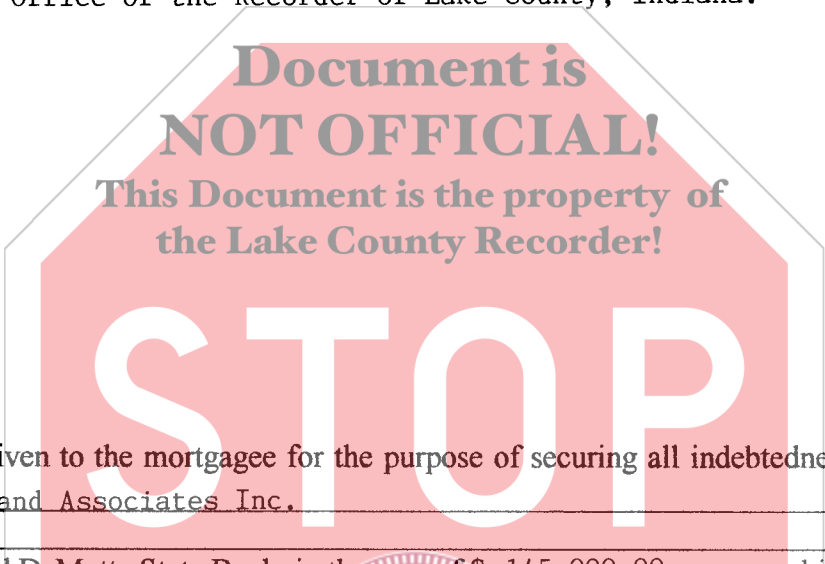 Office of the Recorder of Lake County, Indiana.
Document is
NOT OFFICIAL!
This Document is the property of
the Lake County Recorder!
STOP
iven to the mortgagee for the purpose of securing all indebtedne
and Associates Inc.